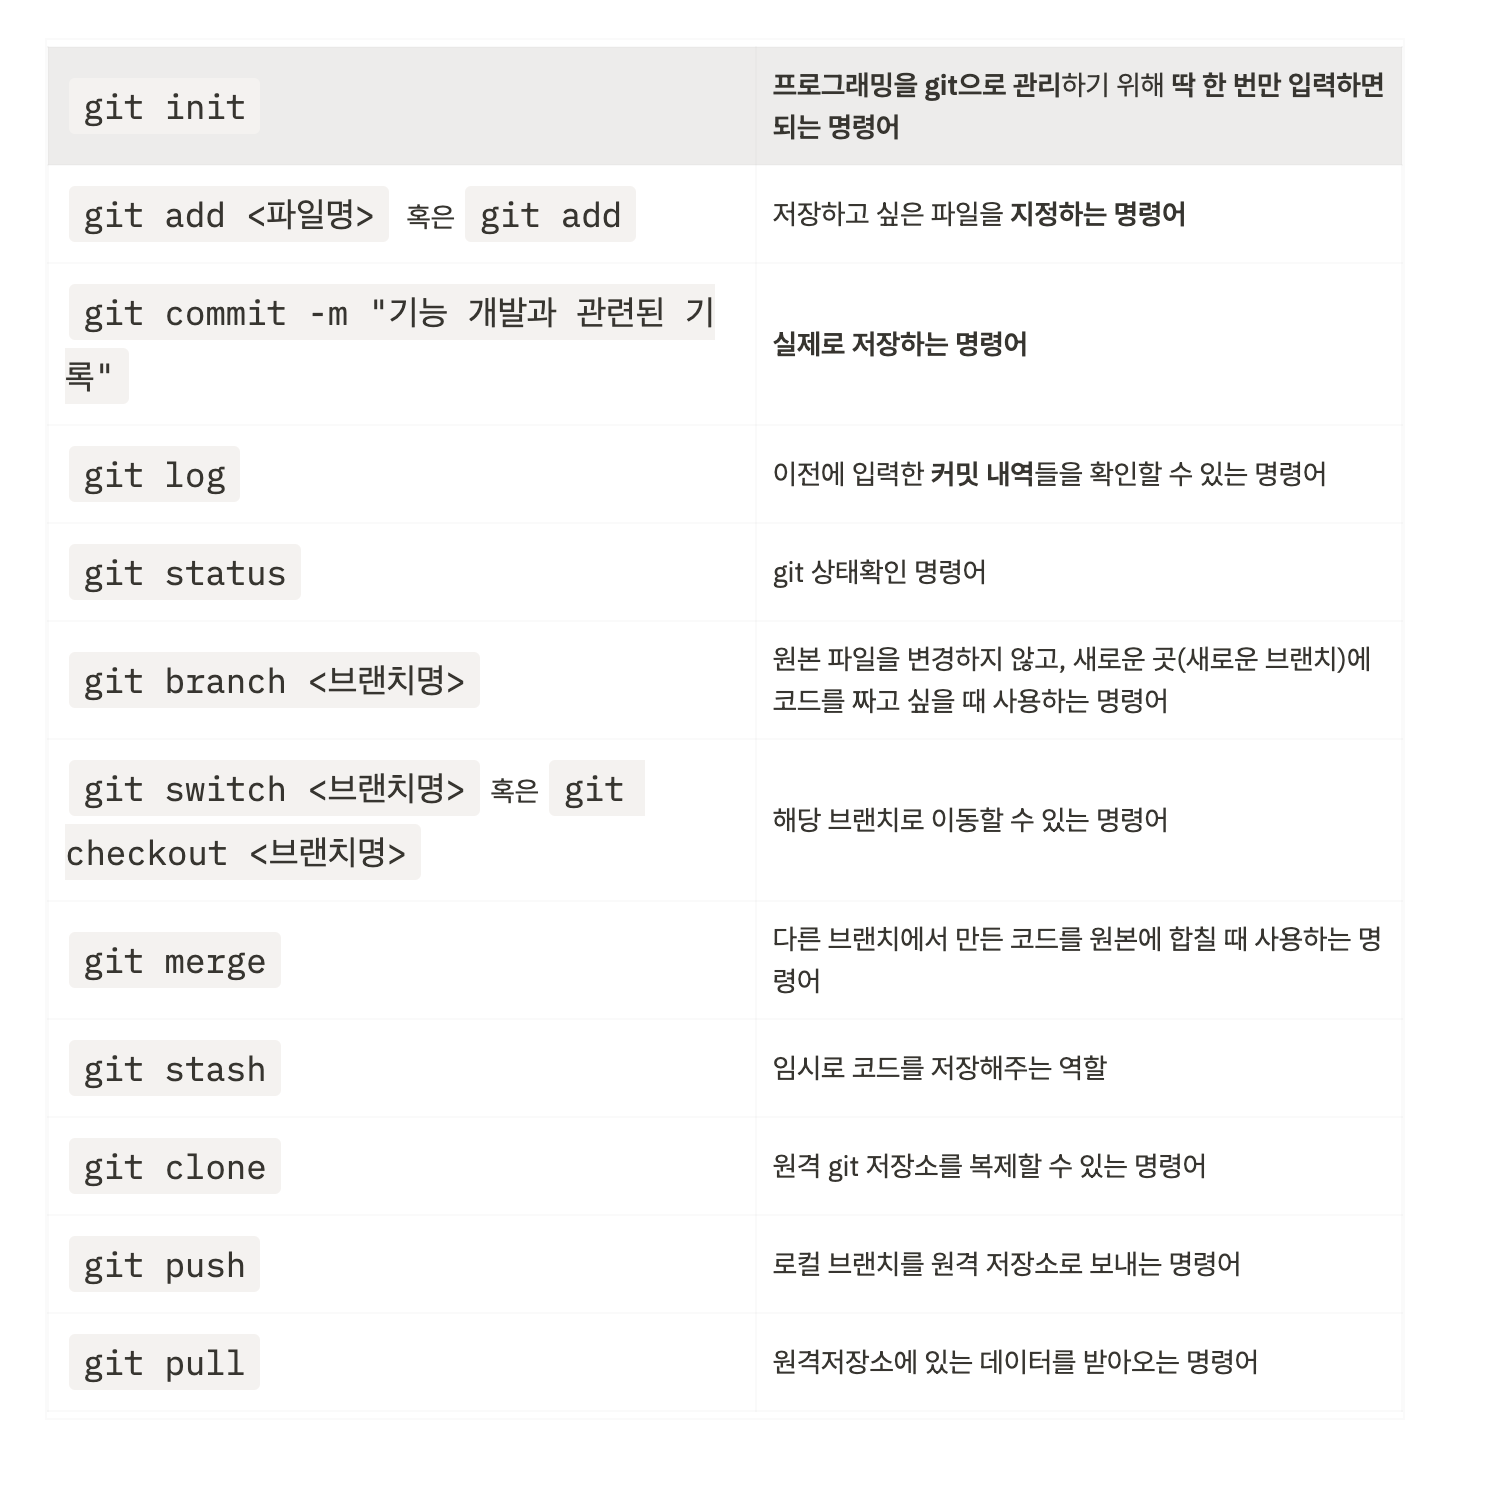 git init
프로그래밍을 git으로 관리하기 위해 딱 한 번만 입력하면
되는 명령어
git add <파일명> 혹은 git add
저장하고 싶은 파일을 지정하는 명령어
git commit -m "기능 개발과 관련된 기
록"
실제로 저장하는 명령어
git log
이전에 입력한 커밋 내역들을 확인할 수 있는 명령어
git status
git 상태확인 명령어
git branch <브랜치명>
원본 파일을 변경하지 않고, 새로운 곳(새로운 브랜치)에
코드를 짜고 싶을 때 사용하는 명령어
git switch <브랜치명> 혹은 git
checkout <브랜치명>
해당 브랜치로 이동할 수 있는 명령어
git merge
다른 브랜치에서 만든 코드를 원본에 합칠 때 사용하는 명
령어
git stash
임시로 코드를 저장해주는 역할
git clone
원격 git 저장소를 복제할 수 있는 명령어
git push
로컬 브랜치를 원격 저장소로 보내는 명령어
git pull
원격저장소에 있는 데이터를 받아오는 명령어